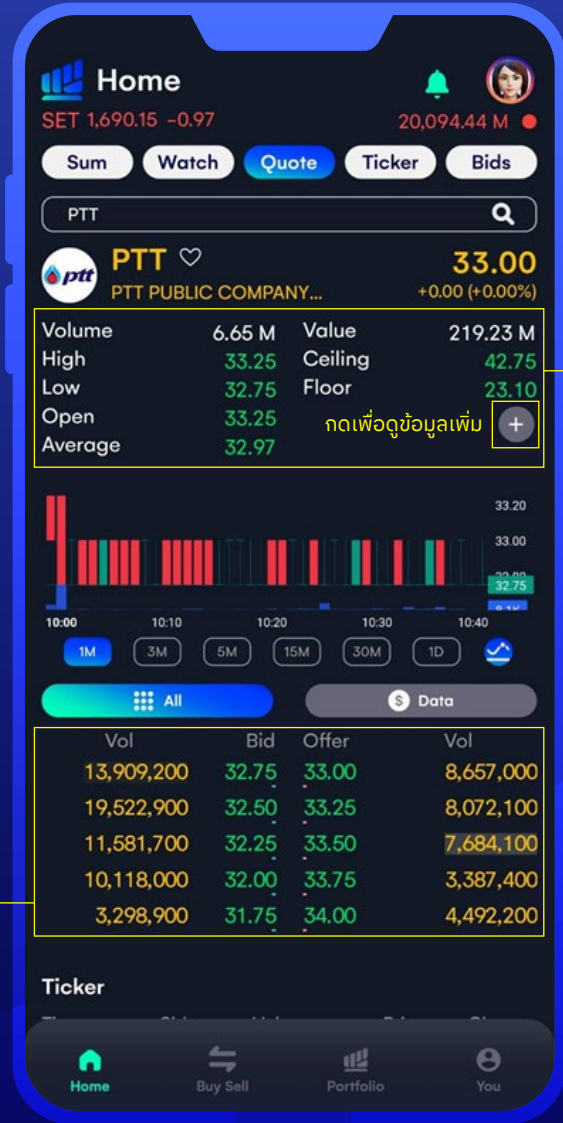 Home
SET 1,690.15 -0.97 20,094.44 M
Sum Watch Quote Ticker Bids
PTT
ptt PTT 33.00
PTT PUBLIC COMPANY... +0.00 (+0.00%)
Volume 6.65 M Value 219.23 M
High 33.25 Ceiling 42.75
Low 32.75 Floor 23.10
Open 33.25 กดเพื่อดูข้อมูลเพิ่ม +
Average 32.97
33.20
33.00
32.75
10:00 10:10 10:20 10:30 10:40
1M 3M 5M 15M 30M 1D
All $ Data
Vol Bid Offer Vol
13,909,200 32.75 33.00 8,657,000
19,522,900 32.50 33.25 8,072,100
11,581,700 32.25 33.50 7,684,100
10,118,000 32.00 33.75 3,387,400
3,298,900 31.75 34.00 4,492,200
Ticker
Home Buy Sell Portfolio You